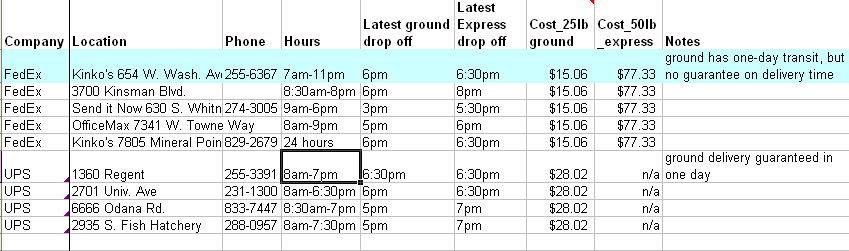 Company Location Phone Hours Latest ground drop off Latest Express drop off Cost_25lb ground Cost_50lb _express Notes
FedEx Kinko's 654 W. Wash. Av 255-6367 7am-11pm 6pm 6:30pm $15.06 $77.33 ground has one-day transit, but no guarantee on delivery time
FedEx 3700 Kinsman Blvd. 8:30am-8pm 6pm 8pm $15.06 $77.33
FedEx Send it Now 630 S. Whitn 274-3005 9am-6pm 3pm 5:30pm $15.06 $77.33
FedEx OfficeMax 7341 W. Towne Way 8am-9pm 5pm 6pm $15.06 $77.33
FedEx Kinko's 7805 Mineral Poin 829-2679 24 hours 6pm 6:30pm $15.06 $77.33
UPS 1360 Regent 255-3391 8am-7pm 6:30pm 6:30pm $28.02 n/a ground delivery guaranteed in one day
UPS 2701 Univ. Ave 231-1300 8am-6:30pm 6pm 6:30pm $28.02 n/a
UPS 6666 Odana Rd. 833-7447 8:30am-7pm 5pm 7pm $28.02 n/a
UPS 2935 S. Fish Hatchery 288-0957 8am-7:30pm 5pm 7pm $28.02 n/a